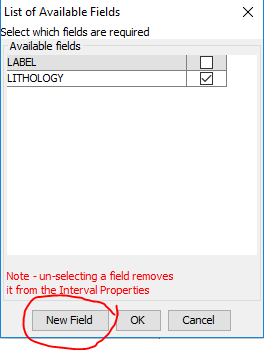 List of Available Fields
Select which fields are required
Available fields
LABEL
LITHOLOGY
Note - un-selecting a field removes
it from the Interval Properties
New Field OK Cancel